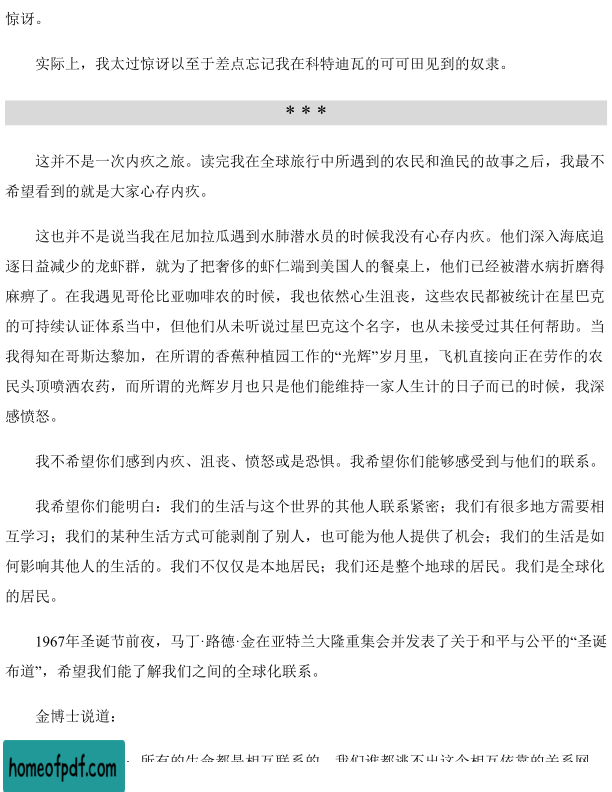 惊讶。
实际上，我太过惊讶以至于差点忘记我在科特迪瓦的可可田见到的奴隶。
* * *
这并不是一次内疚之旅。读完我在全球旅行中所遇到的农民和渔民的故事之后，我最不
希望看到的就是大家心存内疚。
这也并不是说当我在尼加拉瓜遇到水肺潜水员的时候我没有心存内疚。他们深入海底追
逐日益减少的龙虾群，就为了把奢侈的虾仁端到美国人的餐桌上，他们已经被潜水病折磨得
麻痹了。在我遇见哥伦比亚咖啡农的时候，我也依然心生沮丧，这些农民都被统计在星巴克
的可持续认证体系当中，但他们从未听说过星巴克这个名字，也从未接受过其任何帮助。当
我得知在哥斯达黎加，在所谓的香蕉种植园工作的“光辉”岁月里，飞机直接向正在劳作的农
民头顶喷洒农药，而所谓的光辉岁月也只是他们能维持一家人生计的日子而已的时候，我深
感愤怒。
我不希望你们感到内疚、沮丧、愤怒或是恐惧。我希望你们能够感受到与他们的联系。
我希望你们能明白：我们的生活与这个世界的其他人联系紧密；我们有很多地方需要相
互学习；我们的某种生活方式可能剥削了别人，也可能为他人提供了机会；我们的生活是如
何影响其他人的生活的。我们不仅仅是本地居民；我们还是整个地球的居民。我们是全球化
的居民。
1967年圣诞节前夜，马丁·路德·金在亚特兰大隆重集会并发表了关于和平与公平的“圣诞
布道”，希望我们能了解我们之间的全球化联系。
金博士说道：
所有的生命都是相互联系的。我们谁都逃不出这个相互依靠的关系网
homeofpdf.com